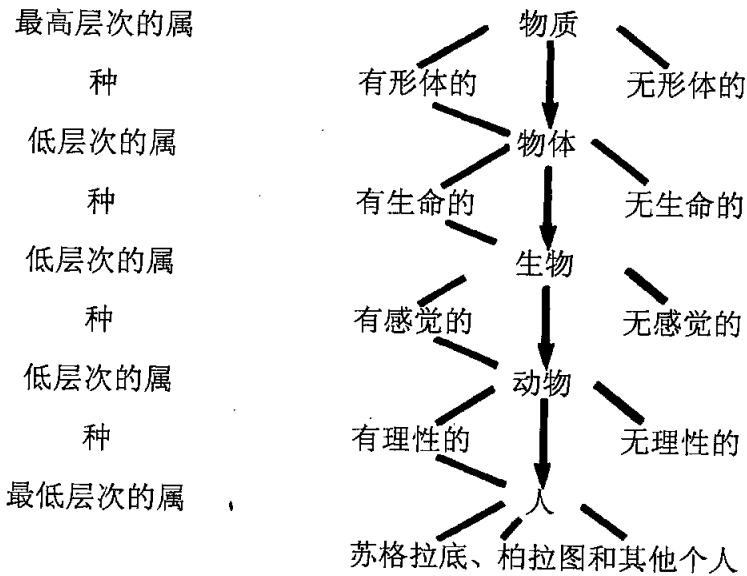 最高层次的属 物质
种 有形体的 无形体的
低层次的属 物体
种 有生命的 无生命的
低层次的属 生物
种 有感觉的 无感觉的
低层次的属 动物
种 有理性的 无理性的
最低层次的属 人
苏格拉底、柏拉图和其他个人